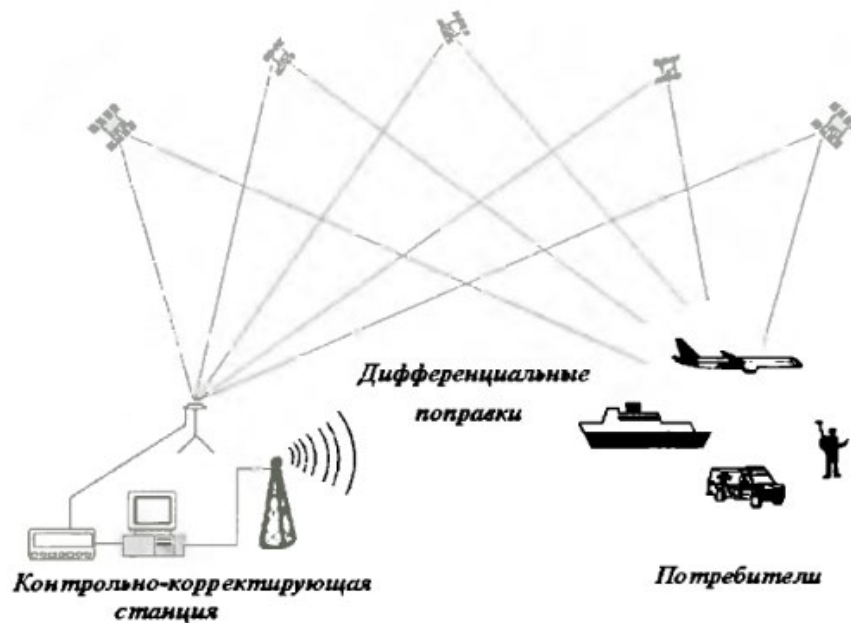 Дифференциальные
поправки
Контрольно-корректирующая
станция
Потребители